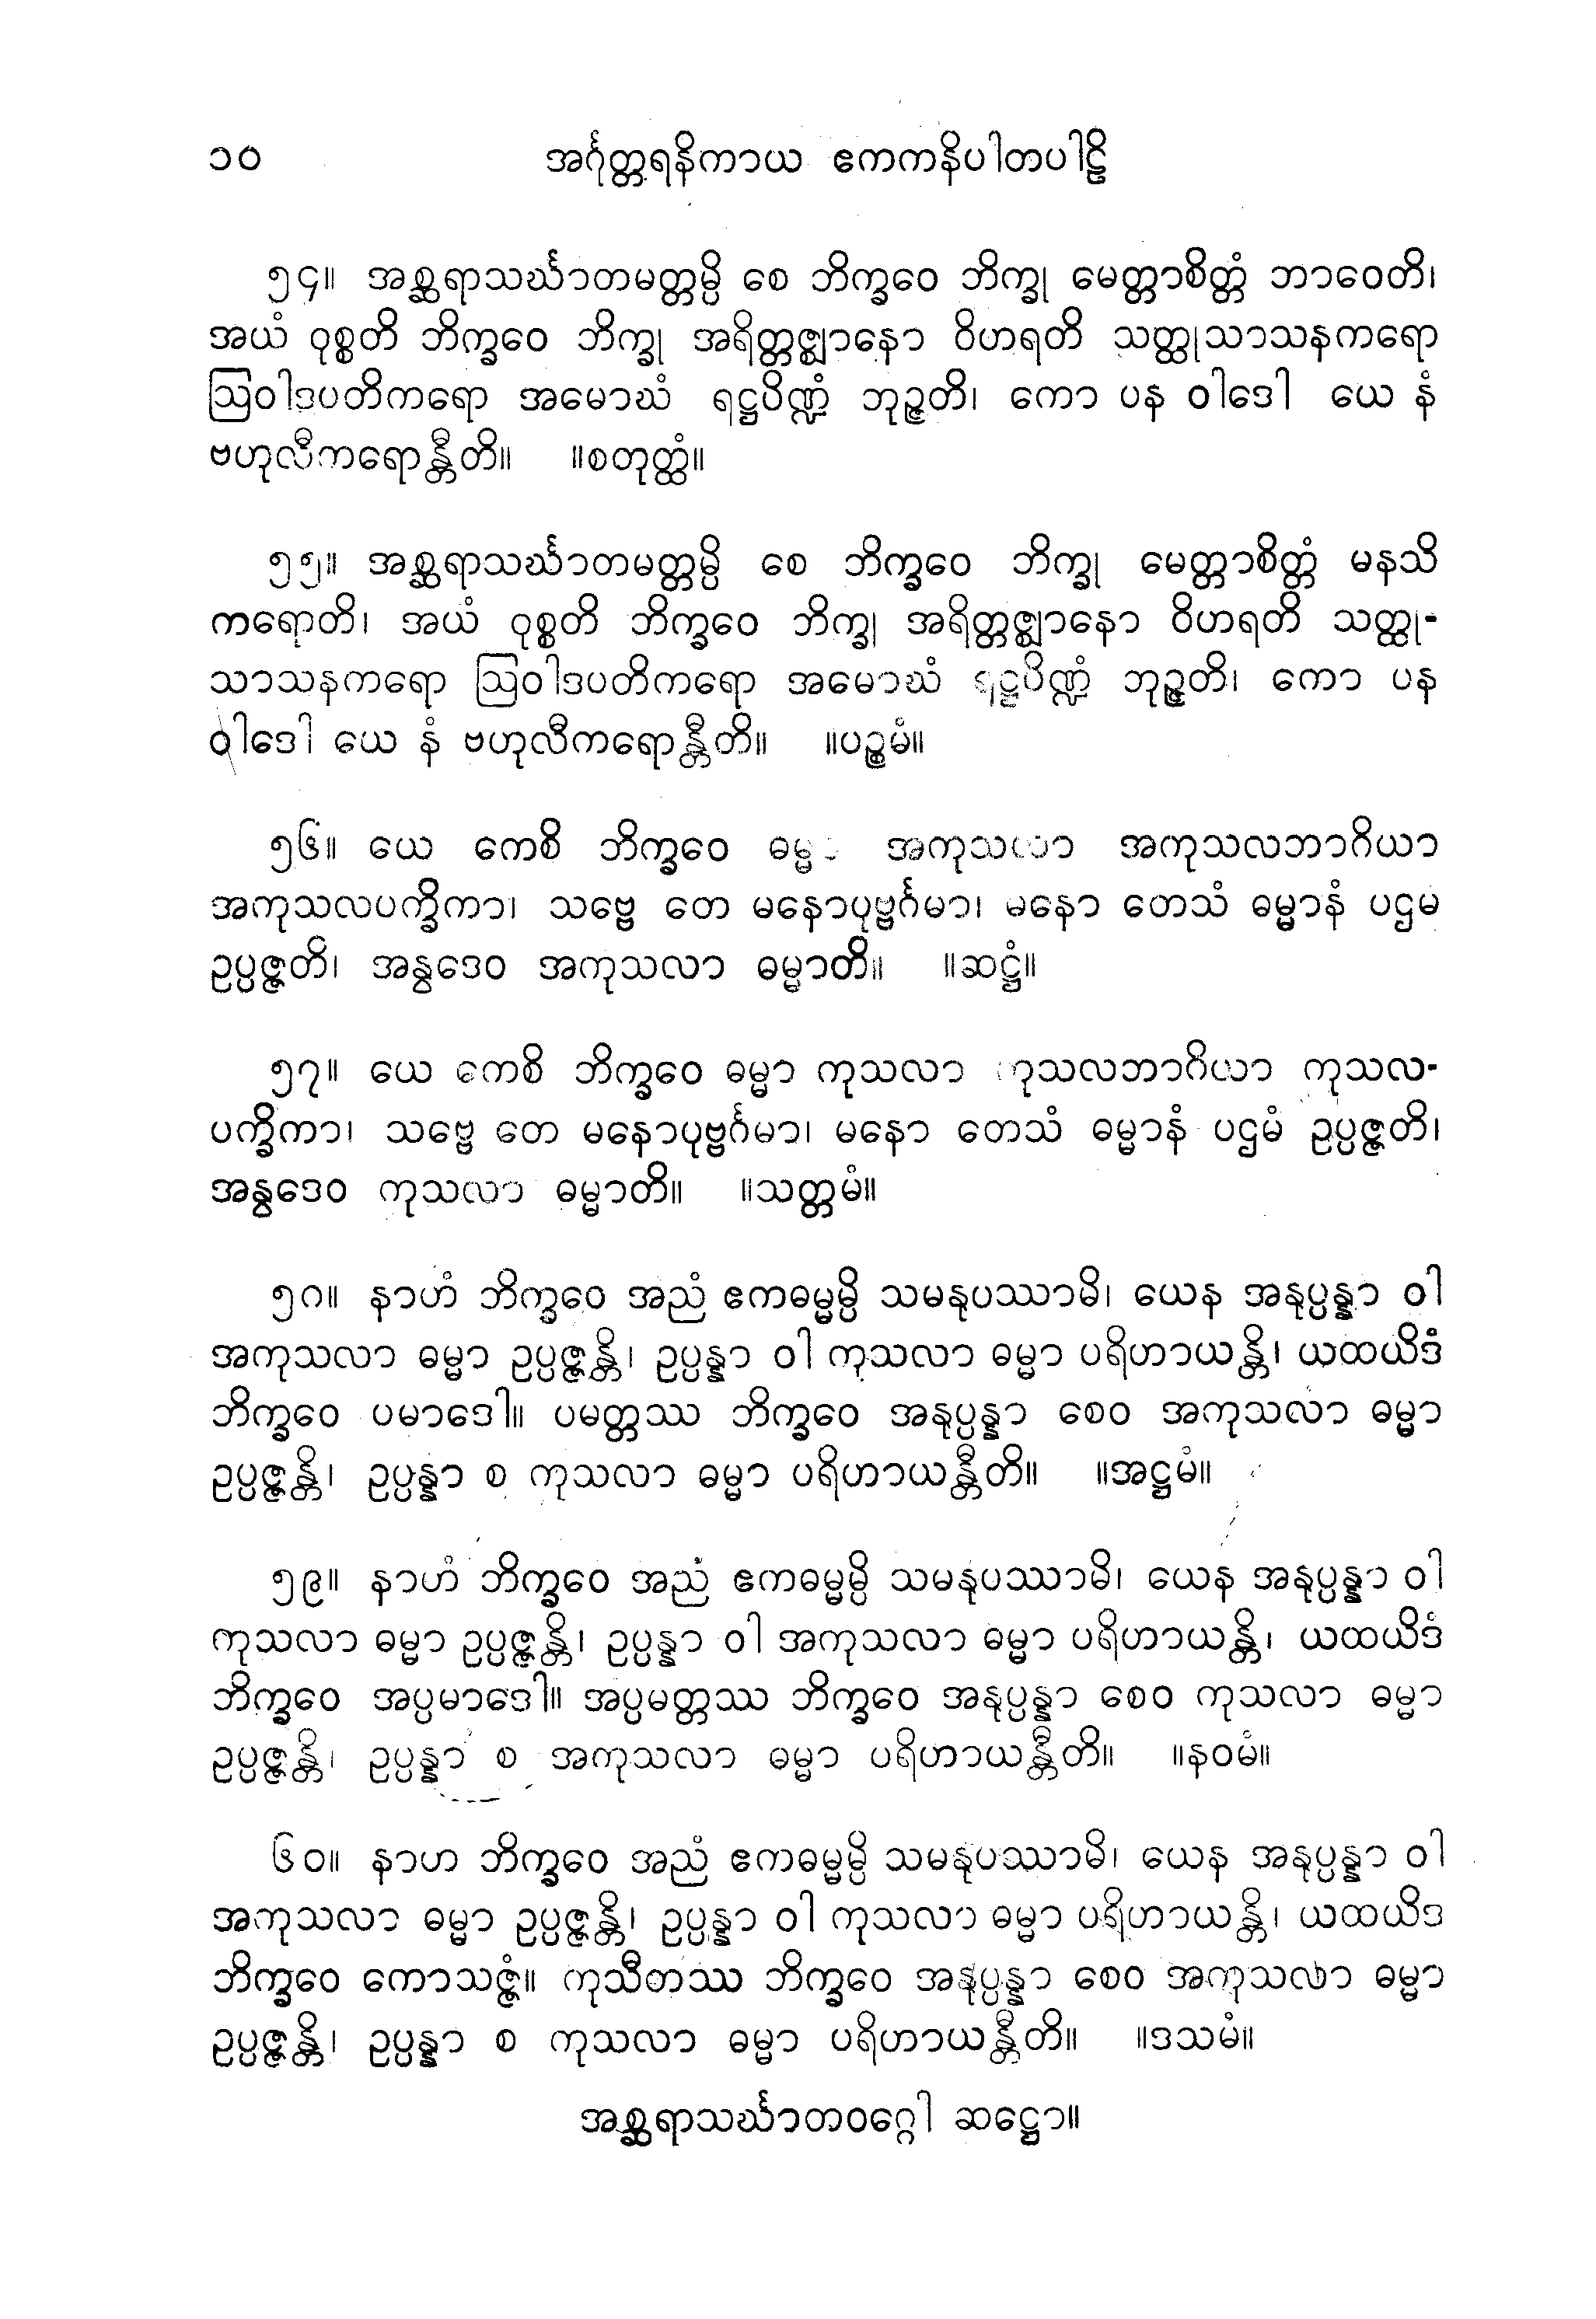 ၁၀ အင်္ဂုတ္တရနိကာယ ဧကကနိပါတပါဠိ
၅၄။ အစ္ဆရာသင်္ဃာတမတ္တမ္ပိ စေ ဘိက္ခဝေ ဘိက္ခု မေတ္တာစိတ္တံ ဘာဝေတိ၊
အယံ ဝုစ္စတိ ဘိက္ခဝေ ဘိက္ခု အရိတ္တဇ္ဈာနော ဝိဟရတိ သတ္ထုသာသနကရော
ဩဝါဒပတိကရော အမောဃံ ရဋ္ဌပိဏ္ဍံ ဘုဉ္ဇတိ၊ ကော ပန ဝါဒေါ ယေ နံ
ဗဟုလီကရောန္တီတိ။ ။စတုတ္ထံ။
၅၅။ အစ္ဆရာသင်္ဃာတမတ္တမ္ပိ စေ ဘိက္ခဝေ ဘိက္ခု မေတ္တာစိတ္တံ မနသိ
ကရောတိ၊ အယံ ဝုစ္စတိ ဘိက္ခဝေ ဘိက္ခု အရိတ္တဇ္ဈာနော ဝိဟရတိ သတ္ထု-
သာသနကရော ဩဝါဒပတိကရော အမောဃံ ရဋ္ဌပိဏ္ဍံ ဘုဉ္ဇတိ၊ ကော ပန
ဝါဒေါ ယေ နံ ဗဟုလီကရောန္တီတိ။ ။ပဉ္စမံ။
၅၆။ ယေ ကေစိ ဘိက္ခဝေ ဓမ္မာ အကုသလာ အကုသလဘာဂိယာ
အကုသလပက္ခိကာ၊ သဗ္ဗေ တေ မနောပုဗ္ဗင်္ဂမာ၊ မနော တေသံ ဓမ္မာနံ ပဌမ
ဥပ္ပဇ္ဇတိ၊ အနွဒေဝ အကုသလာ ဓမ္မာတိ။ ။ဆဋ္ဌံ။
၅၇။ ယေ ကေစိ ဘိက္ခဝေ ဓမ္မာ ကုသလာ ကုသလဘာဂိယာ ကုသလ-
ပက္ခိကာ၊ သဗ္ဗေ တေ မနောပုဗ္ဗင်္ဂမာ၊ မနော တေသံ ဓမ္မာနံ ပဌမံ ဥပ္ပဇ္ဇတိ၊
အနွဒေဝ ကုသလာ ဓမ္မာတိ။ ။သတ္တမံ။
၅၈။ နာဟံ ဘိက္ခဝေ အညံ ဧကဓမ္မမ္ပိ သမနုပဿာမိ၊ ယေန အနုပ္ပန္နာ ဝါ
အကုသလာ ဓမ္မာ ဥပ္ပဇ္ဇန္တိ၊ ဥပ္ပန္နာ ဝါ ကုသလာ ဓမ္မာ ပရိဟာယန္တိ၊ ယထယိဒံ
ဘိက္ခဝေ ပမာဒေါ။ ပမတ္တဿ ဘိက္ခဝေ အနုပ္ပန္နာ စေဝ အကုသလာ ဓမ္မာ
ဥပ္ပဇ္ဇန္တိ၊ ဥပ္ပန္နာ စ ကုသလာ ဓမ္မာ ပရိဟာယန္တီတိ။ ။အဋ္ဌမံ။
၅၉။ နာဟံ ဘိက္ခဝေ အညံ ဧကဓမ္မမ္ပိ သမနုပဿာမိ၊ ယေန အနုပ္ပန္နာ ဝါ
ကုသလာ ဓမ္မာ ဥပ္ပဇ္ဇန္တိ၊ ဥပ္ပန္နာ ဝါ အကုသလာ ဓမ္မာ ပရိဟာယန္တိ၊ ယထယိဒံ
ဘိက္ခဝေ အပ္ပမာဒေါ။ အပ္ပမတ္တဿ ဘိက္ခဝေ အနုပ္ပန္နာ စေဝ ကုသလာ ဓမ္မာ
ဥပ္ပဇ္ဇန္တိ၊ ဥပ္ပန္နာ စ အကုသလာ ဓမ္မာ ပရိဟာယန္တီတိ။ ။နဝမံ။
၆၀။ နာဟ ဘိက္ခဝေ အညံ ဧကဓမ္မမ္ပိ သမနုပဿာမိ၊ ယေန အနုပ္ပန္နာ ဝါ
အကုသလာ ဓမ္မာ ဥပ္ပဇ္ဇန္တိ၊ ဥပ္ပန္နာ ဝါ ကုသလာ ဓမ္မာ ပရိဟာယန္တိ၊ ယထယိဒ
ဘိက္ခဝေ ကောသဇ္ဇံ။ ကုသီတဿ ဘိက္ခဝေ အနုပ္ပန္နာ စေဝ အကုသလာ ဓမ္မာ
ဥပ္ပဇ္ဇန္တိ၊ ဥပ္ပန္နာ စ ကုသလာ ဓမ္မာ ပရိဟာယန္တီတိ။ ။ဒသမံ။
အစ္ဆရာသင်္ဃာတဝဂ္ဂေါ ဆဋ္ဌော။